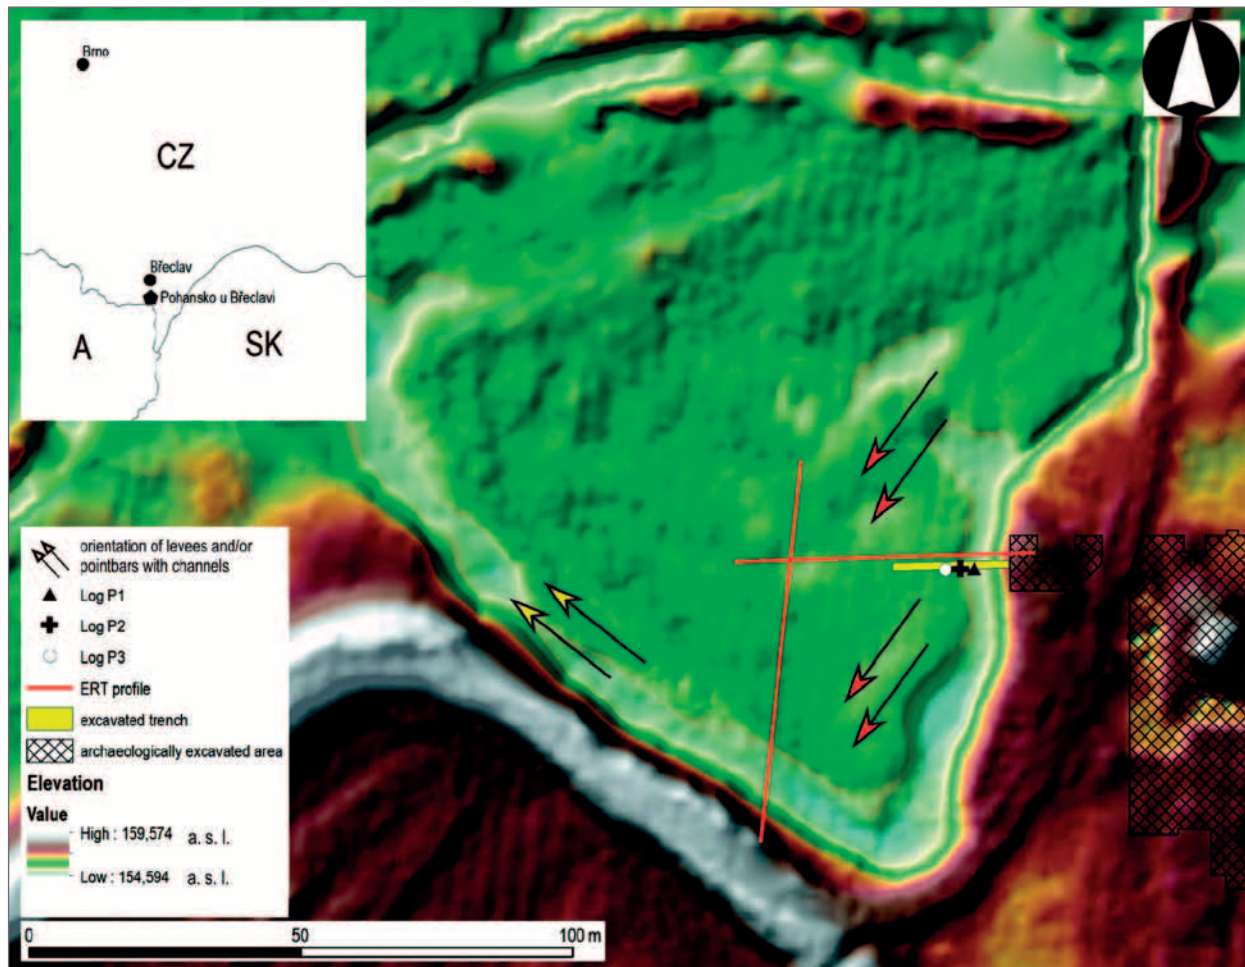 Brno
CZ
Břeclav
Pohansko u Břeclavi
A
SK
orientation of levees and/or
pointbars with channels
Log P1
Log P2
Log P3
ERT profile
excavated trench
archaeologically excavated area
Elevation
Value
High : 159,574 a. s. l.
Low : 154,594 a. s. l.
0 50 100 m